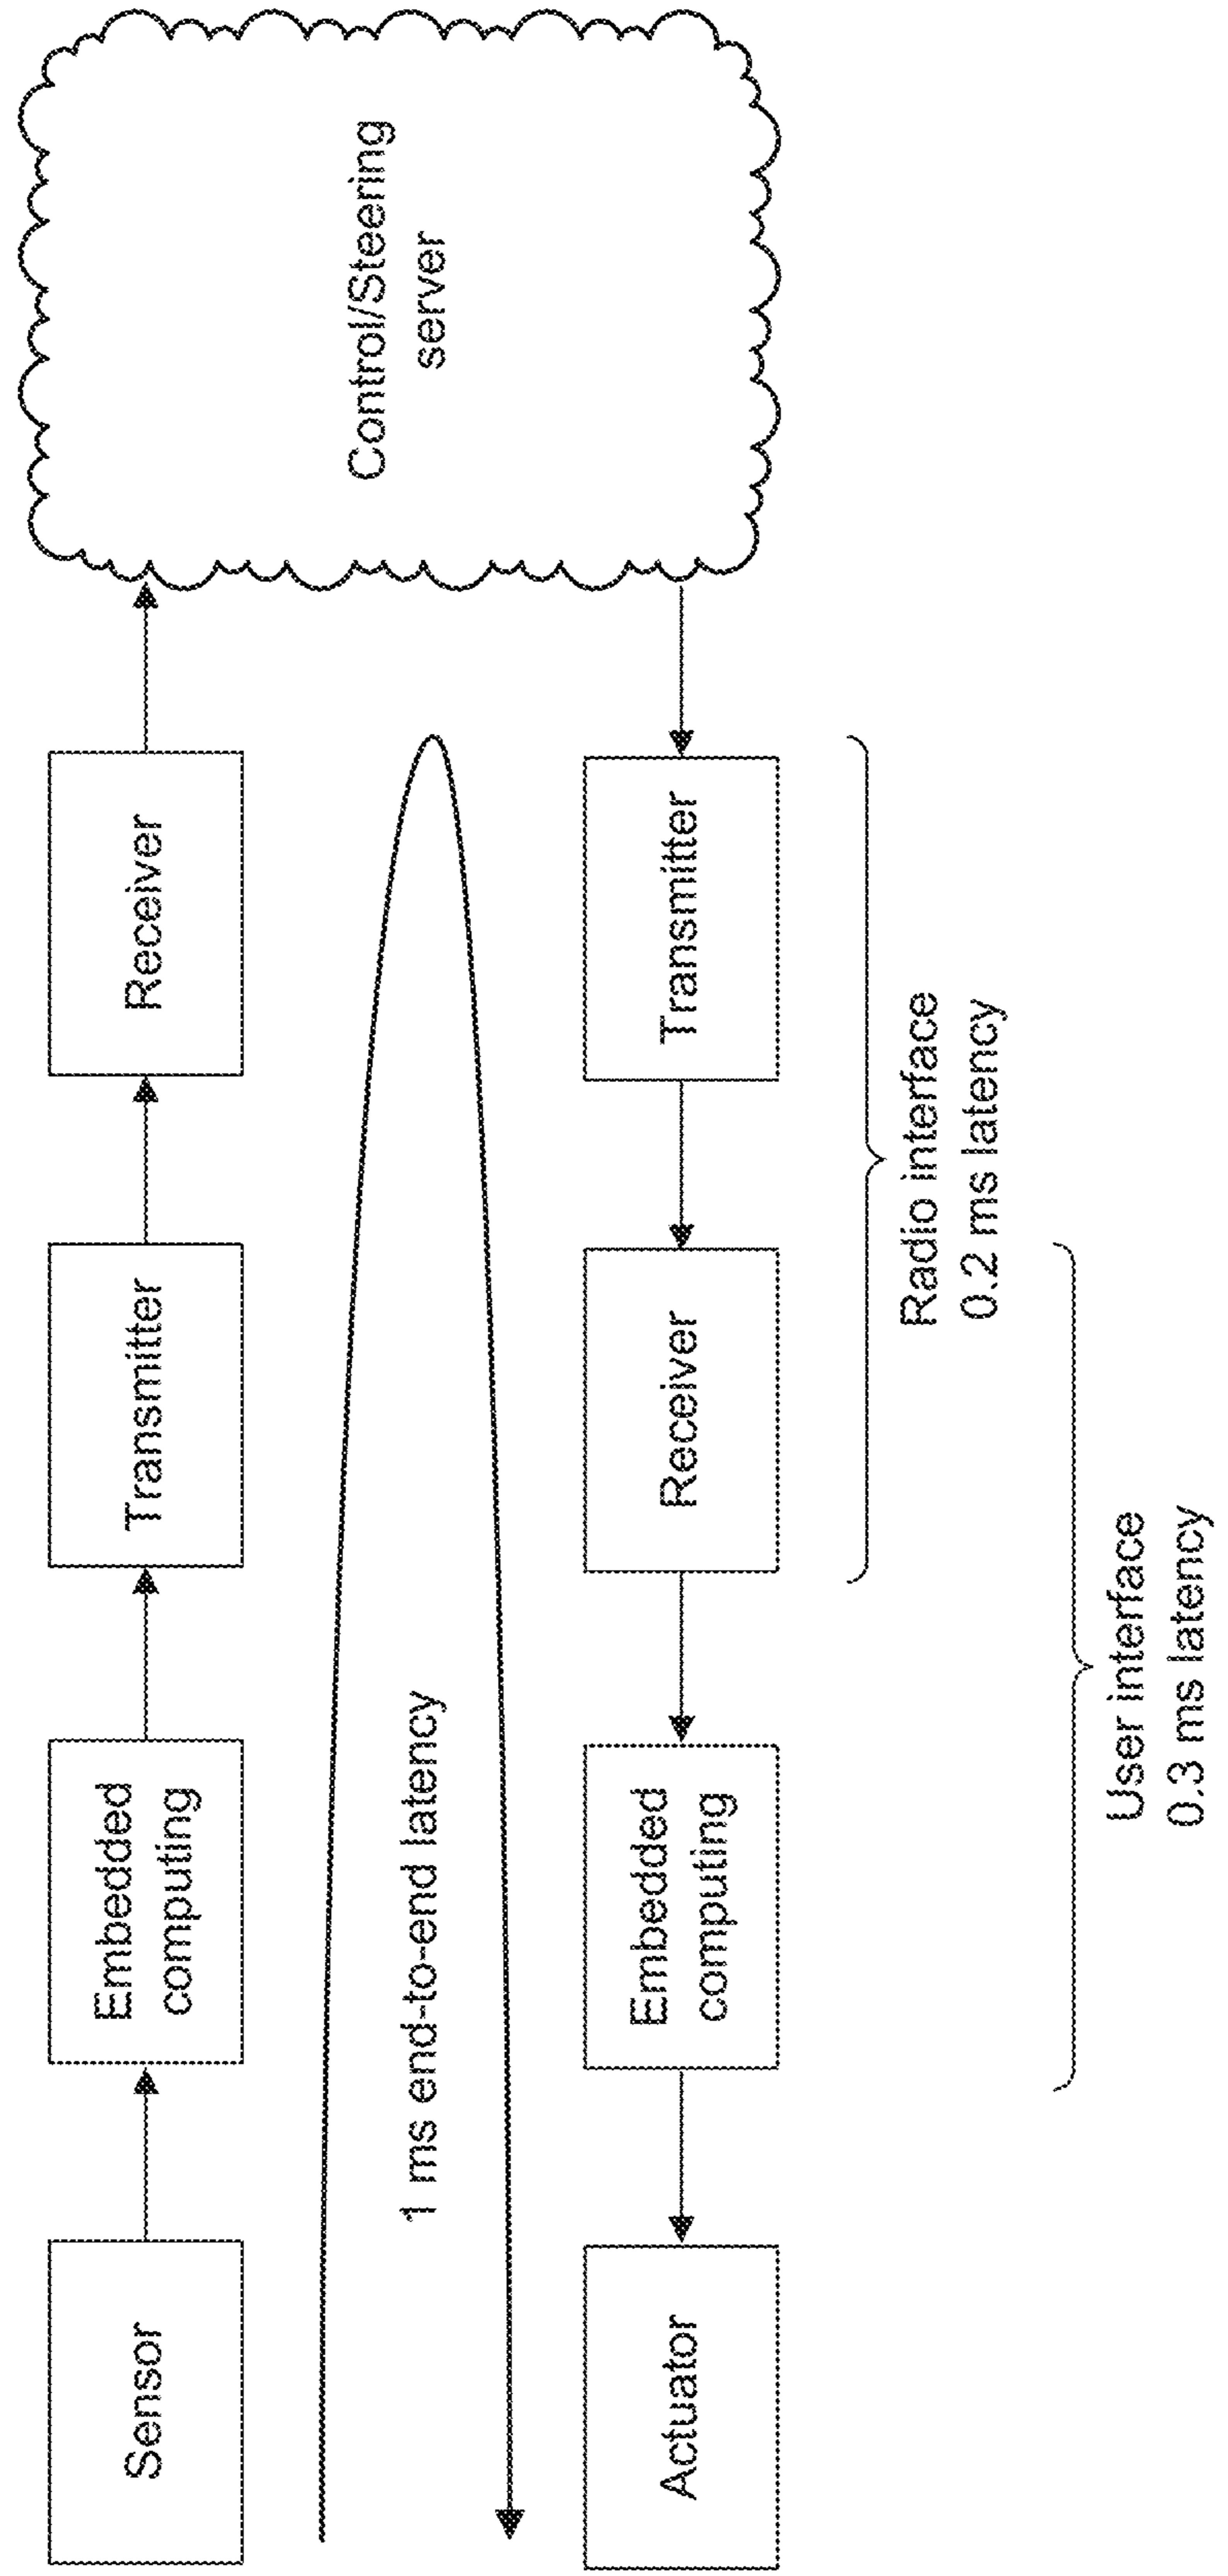 Sensor
Embedded
computing
Transmitter
Receiver
Control/Steering
server
1 ms end-to-end latency
Actuator
Embedded
computing
Receiver
Transmitter
Radio interface
0.2 ms latency
User interface
0.3 ms latency